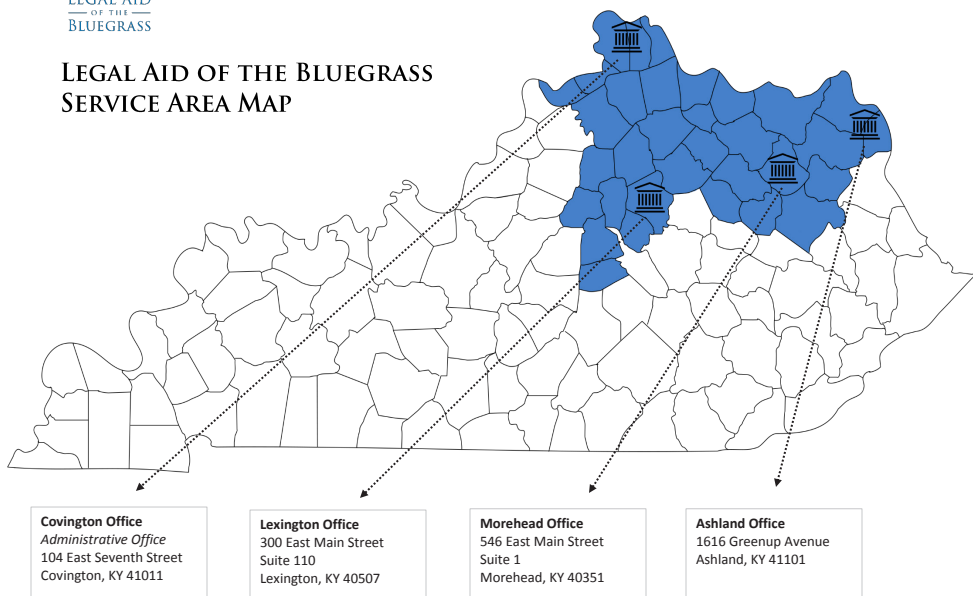 LEGAL AID
OF THE
BLUEGRASS
LEGAL AID OF THE BLUEGRASS
SERVICE AREA MAP
Covington Office
Administrative Office
104 East Seventh Street
Covington, KY 41011
Lexington Office
300 East Main Street
Suite 110
Lexington, KY 40507
Morehead Office
546 East Main Street
Suite 1
Morehead, KY 40351
Ashland Office
1616 Greenup Avenue
Ashland, KY 41101